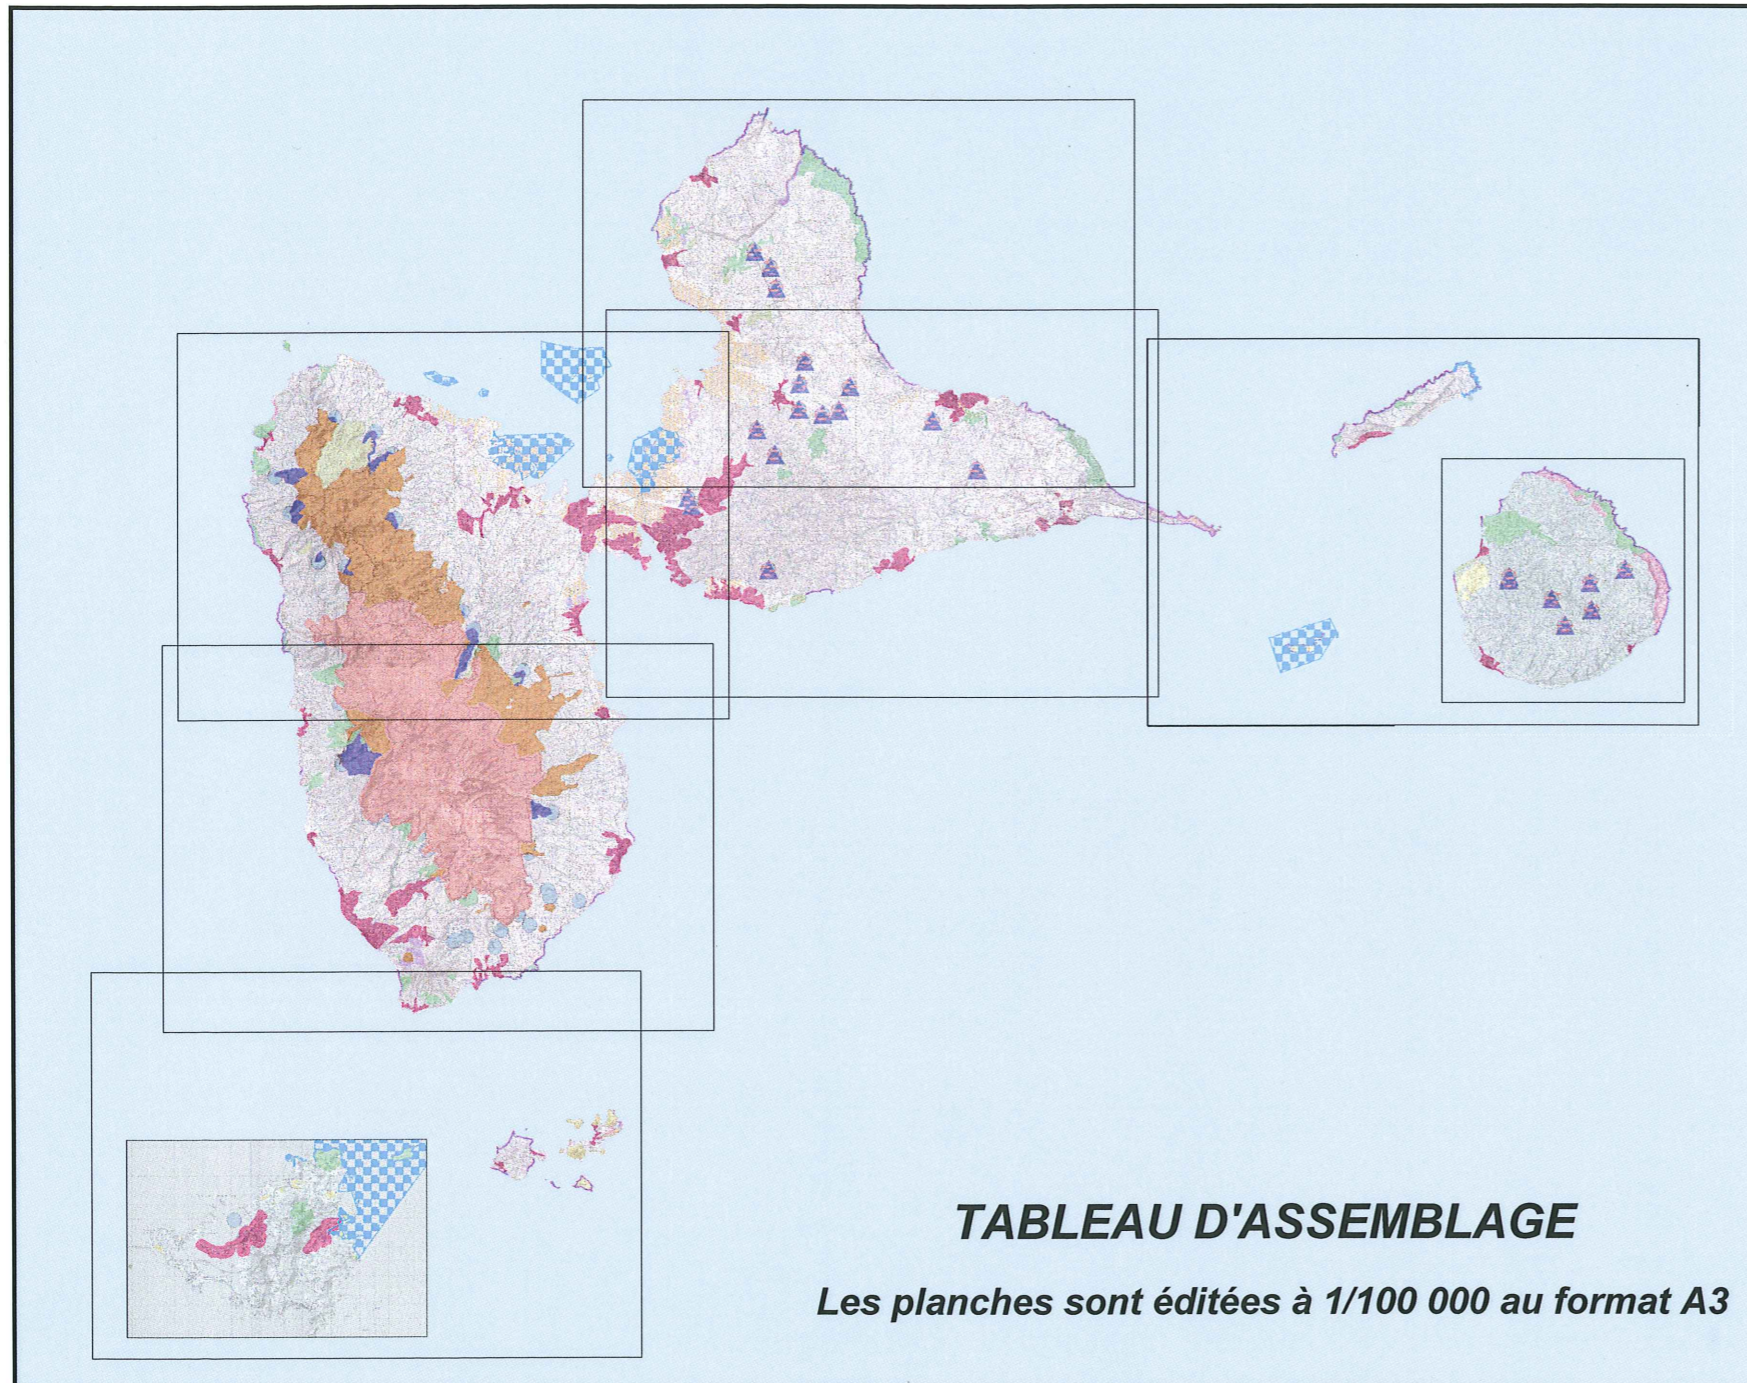 TABLEAU D'ASSEMBLAGE
Les planches sont éditées à 1/100 000 au format A3